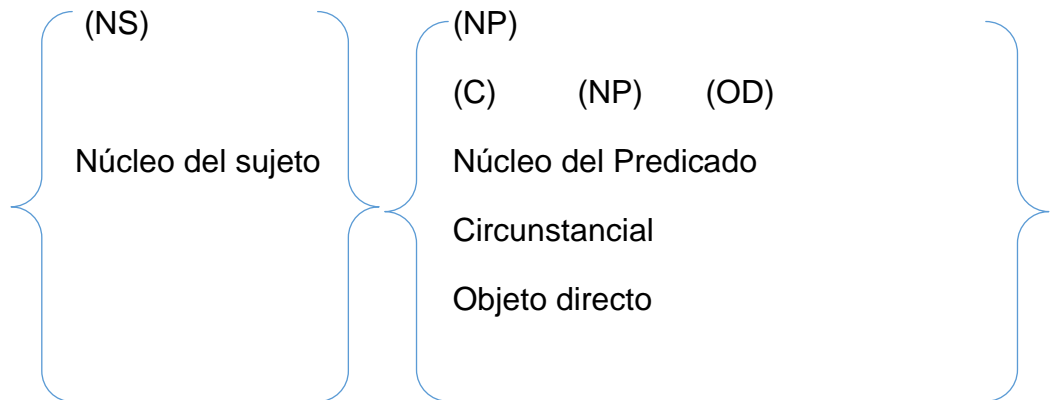 (NS)
Núcleo del sujeto
(NP)
(C) (NP) (OD)
Núcleo del Predicado
Circunstancial
Objeto directo